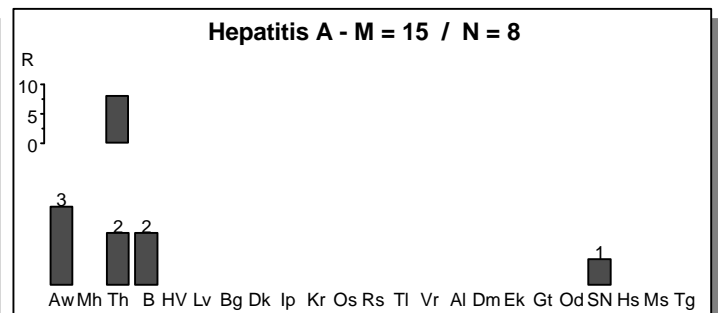 Hepatitis A - M = 15 / N = 8
R
10
5
0
3
2 2
1
Aw Mh Th B HV Lv Bg Dk Ip Kr Os Rs Tl Vr Al Dm Ek Gt Od SN Hs Ms Tg